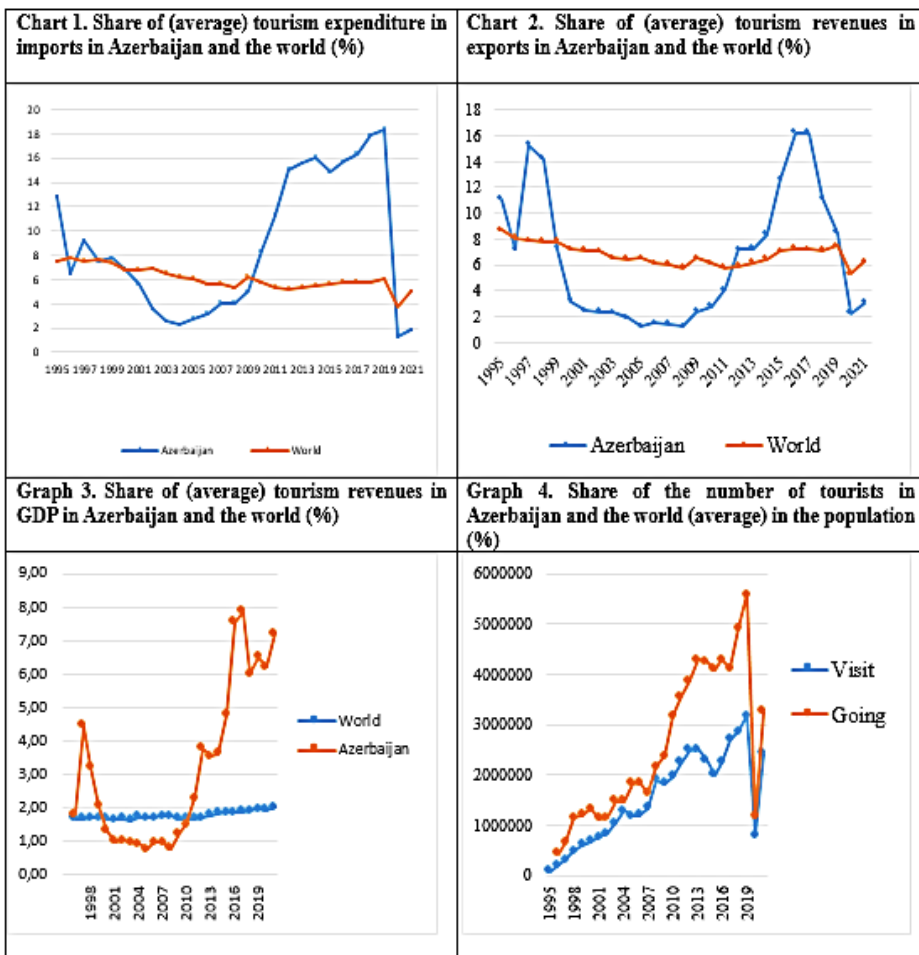 Chart 1. Share of (average) tourism expenditure in
imports in Azerbaijan and the world (%)
Chart 2. Share of (average) tourism revenues in
exports in Azerbaijan and the world (%)
20
18
16
14
12
10
8
6
4
2
0
1995 1997 1999 2001 2003 2005 2007 2009 2011 2013 2015 2017 2019 2021
Azerbaijan World
18
16
14
12
10
8
6
4
2
0
1995 1997 1999 2001 2003 2005 2007 2009 2011 2013 2015 2017 2019 2021
Azerbaijan World
Graph 3. Share of (average) tourism revenues in
GDP in Azerbaijan and the world (%)
Graph 4. Share of the number of tourists in
Azerbaijan and the world (average) in the population
(%)
9,00
8,00
7,00
6,00
5,00
4,00
3,00
2,00
1,00
0,00
1998 2001 2004 2007 2010 2013 2016 2019
World
Azerbaijan
6000000
5000000
4000000
3000000
2000000
1000000
0
1995 1998 2001 2004 2007 2010 2013 2016 2019
Visit
Going